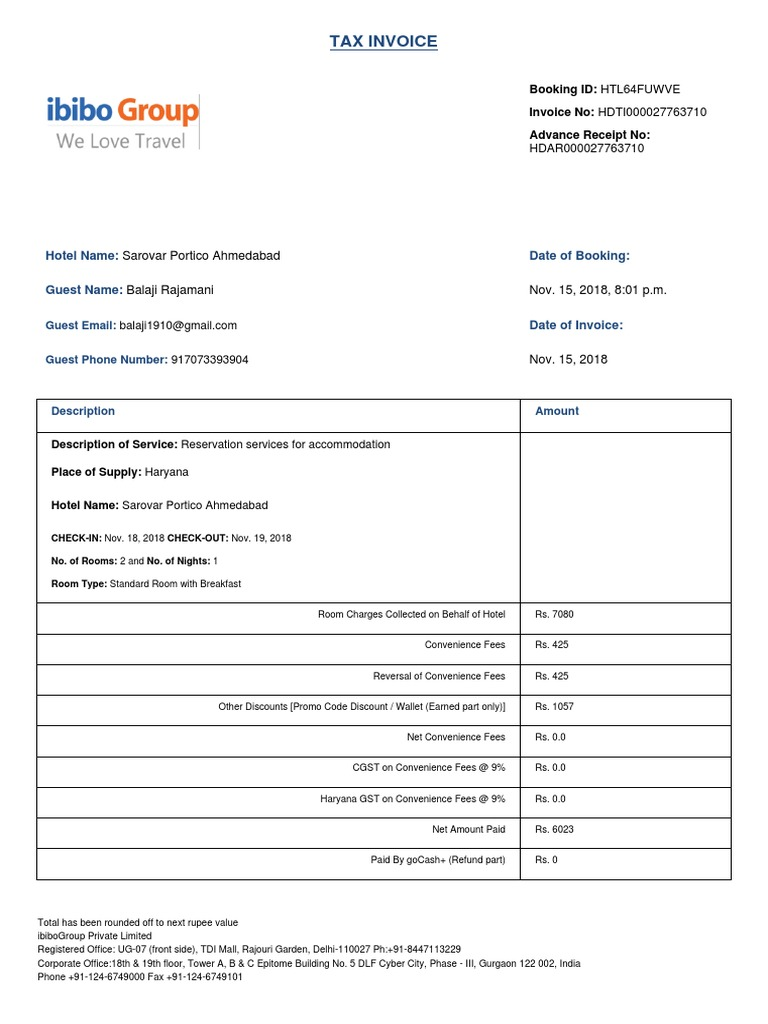 TAX INVOICE
ibibo Group
We Love Travel
Booking ID: HTL64FUWVE
Invoice No: HDTI000027763710
Advance Receipt No:
HDAR000027763710
Hotel Name: Sarovar Portico Ahmedabad
Date of Booking:
Guest Name: Balaji Rajamani
Nov. 15, 2018, 8:01 p.m.
Guest Email: balaji1910@gmail.com
Date of Invoice:
Guest Phone Number: 917073393904
Nov. 15, 2018
Description
Amount
Description of Service: Reservation services for accommodation
Place of Supply: Haryana
Hotel Name: Sarovar Portico Ahmedabad
CHECK-IN: Nov. 18, 2018 CHECK-OUT: Nov. 19, 2018
No. of Rooms: 2 and No. of Nights: 1
Room Type: Standard Room with Breakfast
Room Charges Collected on Behalf of Hotel
Rs. 7080
Convenience Fees
Rs. 425
Reversal of Convenience Fees
Rs. 425
Other Discounts [Promo Code Discount / Wallet (Earned part only)]
Rs. 1057
Net Convenience Fees
Rs. 0.0
CGST on Convenience Fees @ 9%
Rs. 0.0
Haryana GST on Convenience Fees @ 9%
Rs. 0.0
Net Amount Paid
Rs. 6023
Paid By goCash+ (Refund part)
Rs. 0
Total has been rounded off to next rupee value
ibiboGroup Private Limited
Registered Office: UG-07 (front side), TDI Mall, Rajouri Garden, Delhi-110027 Ph:+91-8447113229
Corporate Office:18th & 19th floor, Tower A, B & C Epitome Building No. 5 DLF Cyber City, Phase - III, Gurgaon 122 002, India
Phone +91-124-6749000 Fax +91-124-6749101